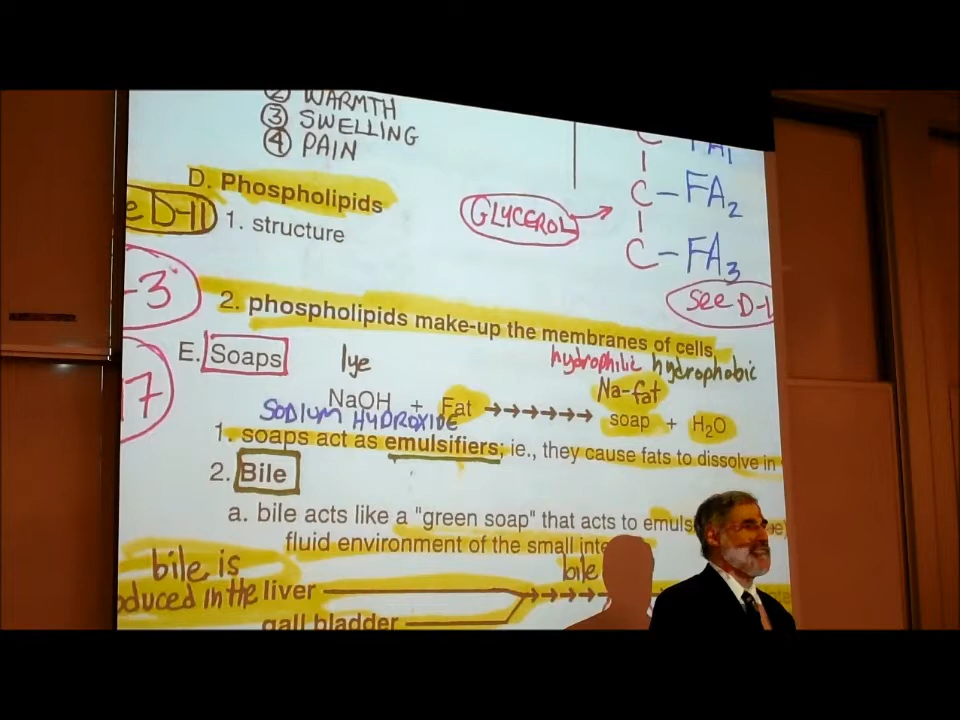 ② WARMTH
③ SWELLING
④ PAIN
FA1
C - FA2
C - FA3
GLYCEROL →
See D-1
D. Phospholipids
e D-11
1. structure
-3
2. phospholipids make-up the membranes of cells,
E. Soaps
17
lye
hydrophilic hydrophobic
Na-fat
NaOH + Fat →→→→→→ soap + H₂O
SODIUM HYDROXIDE
1. soaps act as emulsifiers; ie., they cause fats to dissolve in
2. Bile
a. bile acts like a "green soap" that acts to emuls
fluid environment of the small inte
bile is
oduced in the liver
bile
gall bladder